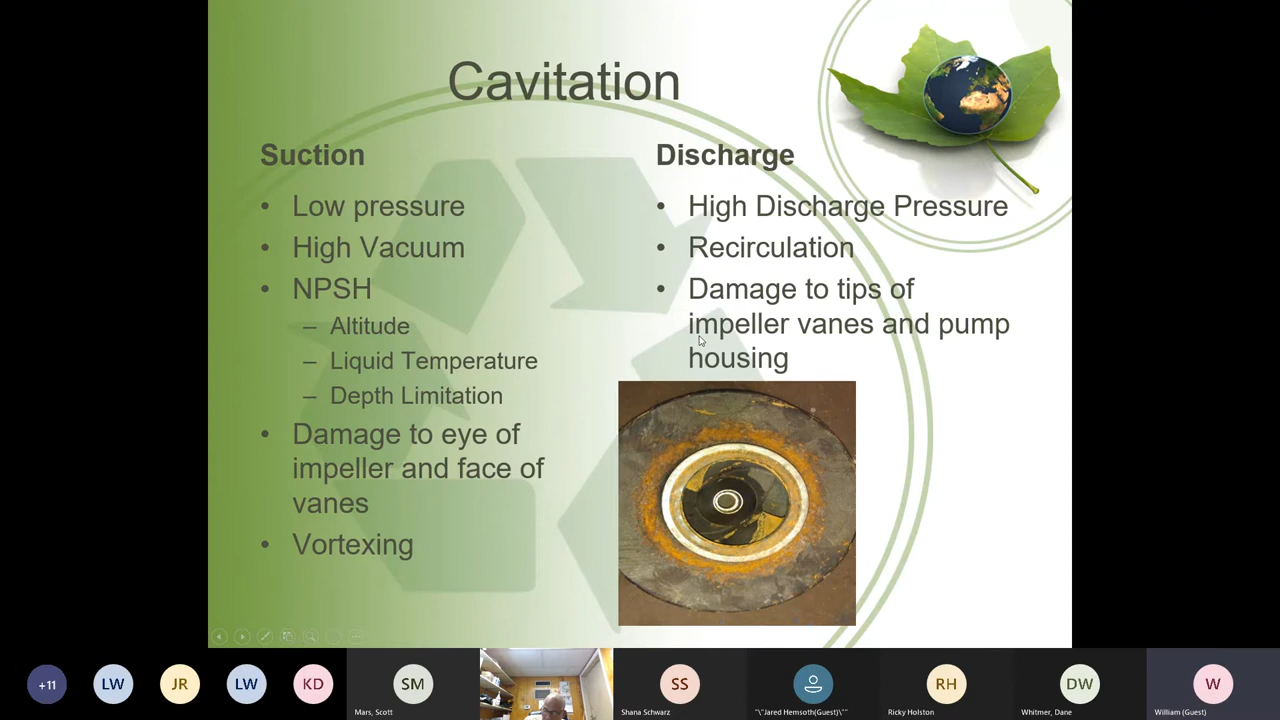 Cavitation
Suction
• Low pressure
• High Vacuum
• NPSH
– Altitude
– Liquid Temperature
– Depth Limitation
• Damage to eye of
impeller and face of
vanes
• Vortexing
Discharge
• High Discharge Pressure
• Recirculation
• Damage to tips of
impeller vanes and pump
housing
+11
LW
JR
LW
KD
SM
Mars, Scott
SS
Shana Schwarz
"\"Jared Hemsoth(Guest)\""
RH
Ricky Holston
DW
Whitmer, Dane
W
William (Guest)